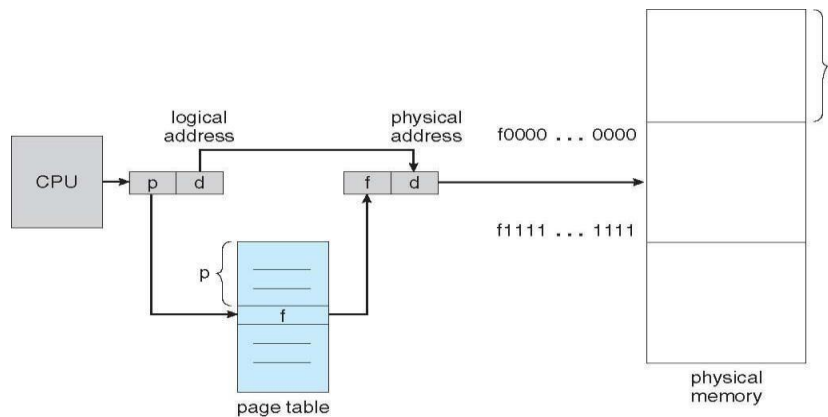 logical
address
physical
address
f0000 ... 0000
CPU
p
d
f
d
f1111 ... 1111
p
f
physical
memory
page table